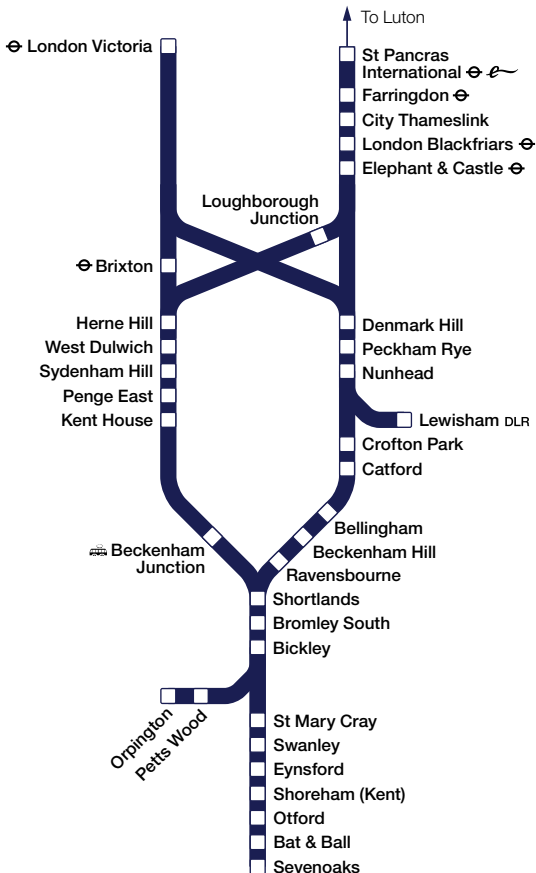 To Luton
London Victoria
St Pancras
International
Farringdon
City Thameslink
London Blackfriars
Elephant & Castle
Loughborough
Junction
Brixton
Herne Hill
West Dulwich
Sydenham Hill
Penge East
Kent House
Denmark Hill
Peckham Rye
Nunhead
Lewisham DLR
Crofton Park
Catford
Bellingham
Beckenham Hill
Ravensbourne
Beckenham
Junction
Shortlands
Bromley South
Bickley
Orpington
Petts Wood
St Mary Cray
Swanley
Eynsford
Shoreham (Kent)
Otford
Bat & Ball
Sevenoaks